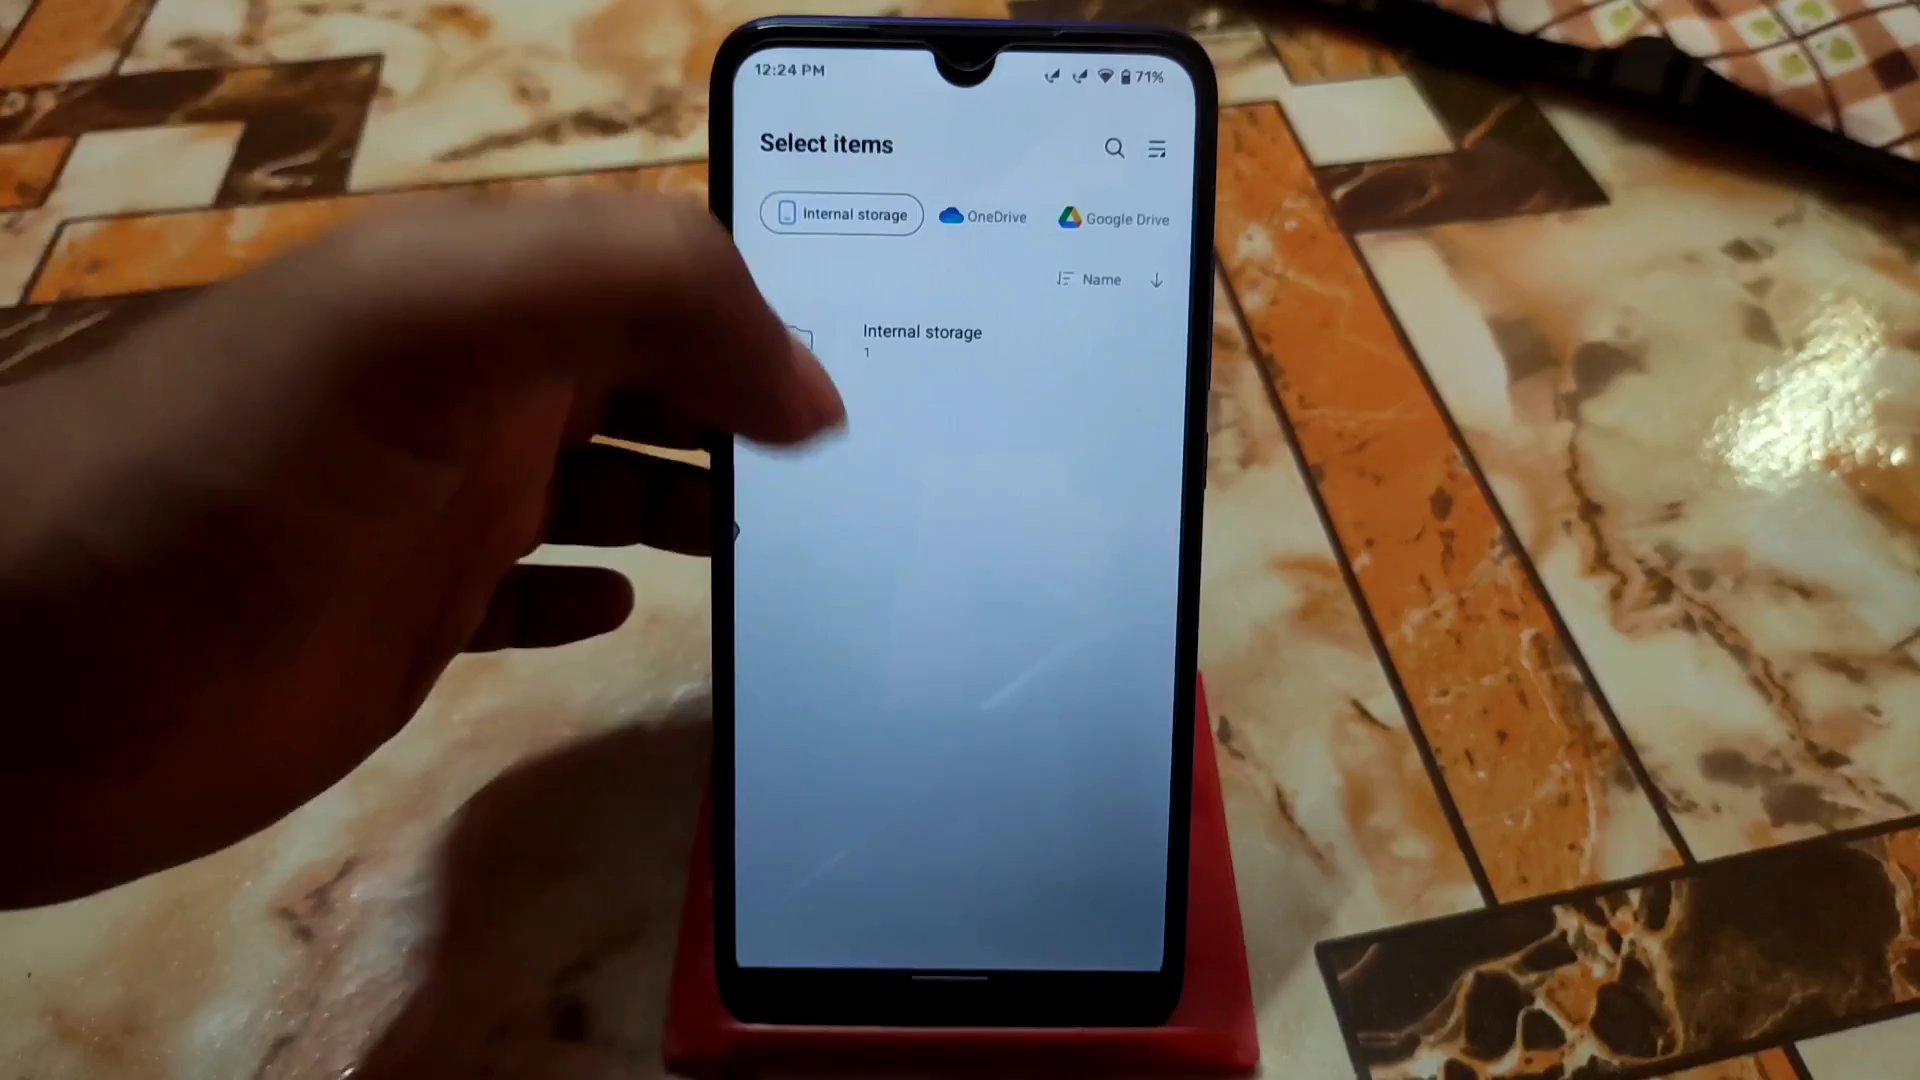 12:24 PM
71%
Select items
Internal storage
OneDrive
Google Drive
Name
Internal storage
1